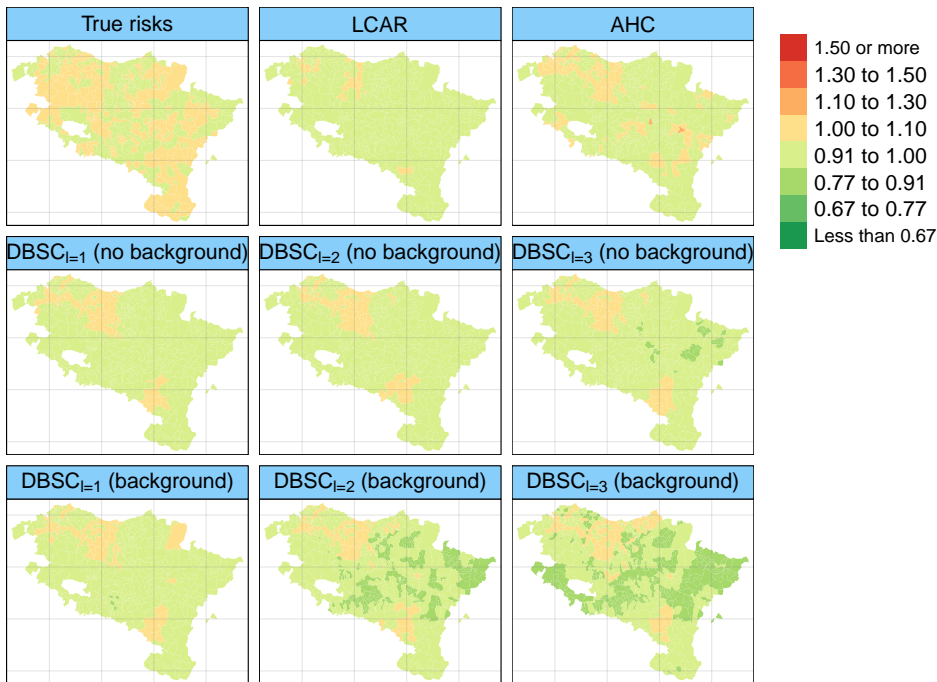 True risks
LCAR
AHC
1.50 or more
1.30 to 1.50
1.10 to 1.30
1.00 to 1.10
0.91 to 1.00
0.77 to 0.91
0.67 to 0.77
Less than 0.67
DBSCl=1 (no background)
DBSCl=2 (no background)
DBSCl=3 (no background)
DBSCl=1 (background)
DBSCl=2 (background)
DBSCl=3 (background)